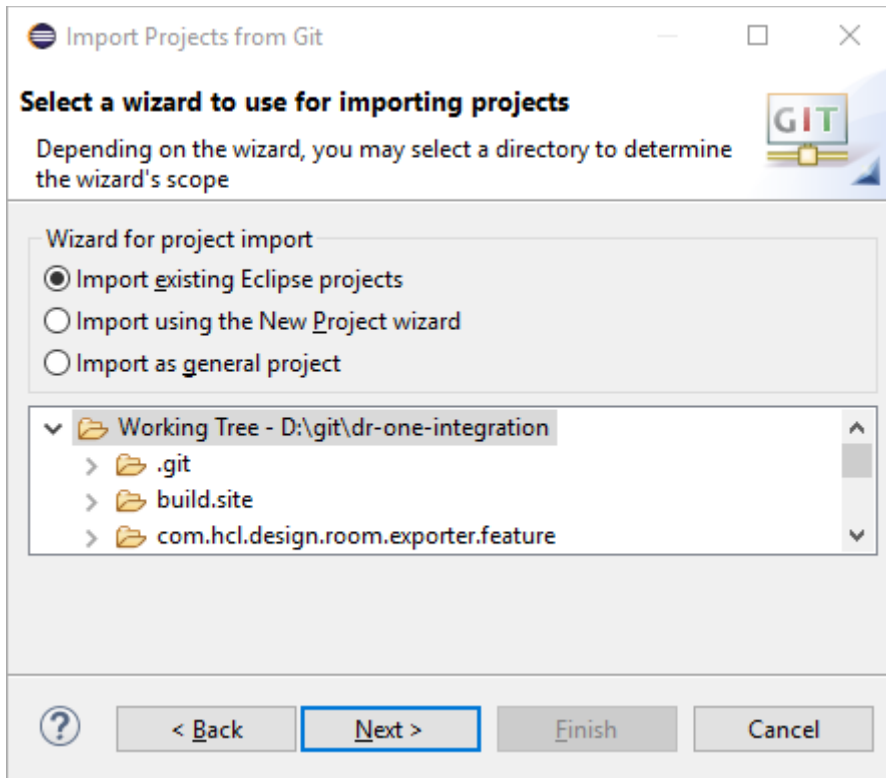 Import Projects from Git
Select a wizard to use for importing projects
GIT
Depending on the wizard, you may select a directory to determine
the wizard's scope
Wizard for project import
Import existing Eclipse projects
Import using the New Project wizard
Import as general project
Working Tree - D:\git\dr-one-integration
.git
build.site
com.hcl.design.room.exporter.feature
?
< Back
Next >
Finish
Cancel